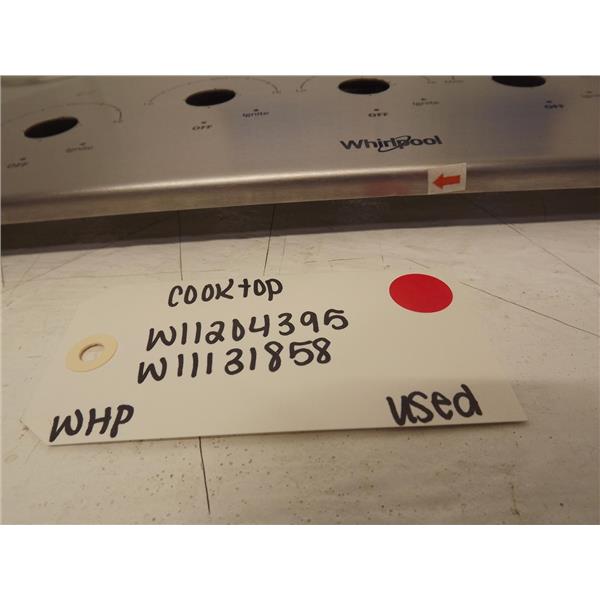 OFF
Ignite
OFF
Ignite
OFF
Ignite
OFF
Whirlpool
cooktop
W11204395
W11131858
WHP
used